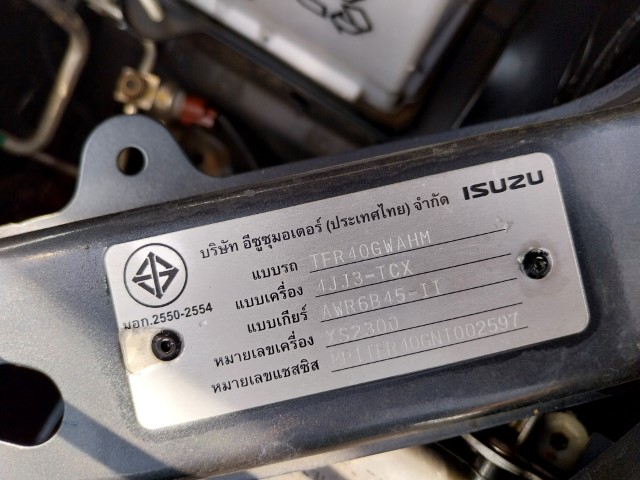 ISUZU
บริษัท อีซูซุมอเตอร์ (ประเทศไทย) จำกัด
แบบรถ TFR40GWAHM
แบบเครื่อง 4JJ3-TCX
แบบเกียร์ AWR6B45-II
หมายเลขเครื่อง YS2300
หมายเลขแชสซิส MP1TFR40GNT002597
มอก.2550-2554